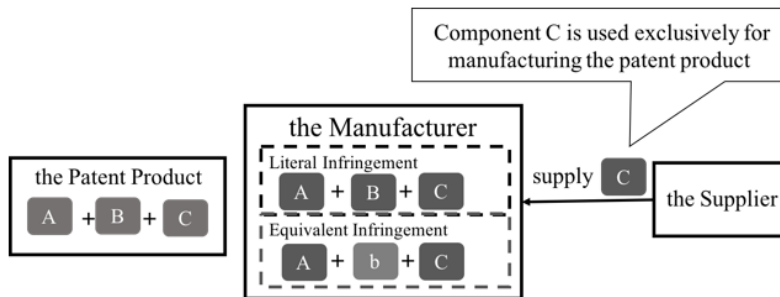 Component C is used exclusively for
manufacturing the patent product
the Manufacturer
Literal Infringement
A + B + C
Equivalent Infringement
A + b + C
the Patent Product
A + B + C
supply C
the Supplier